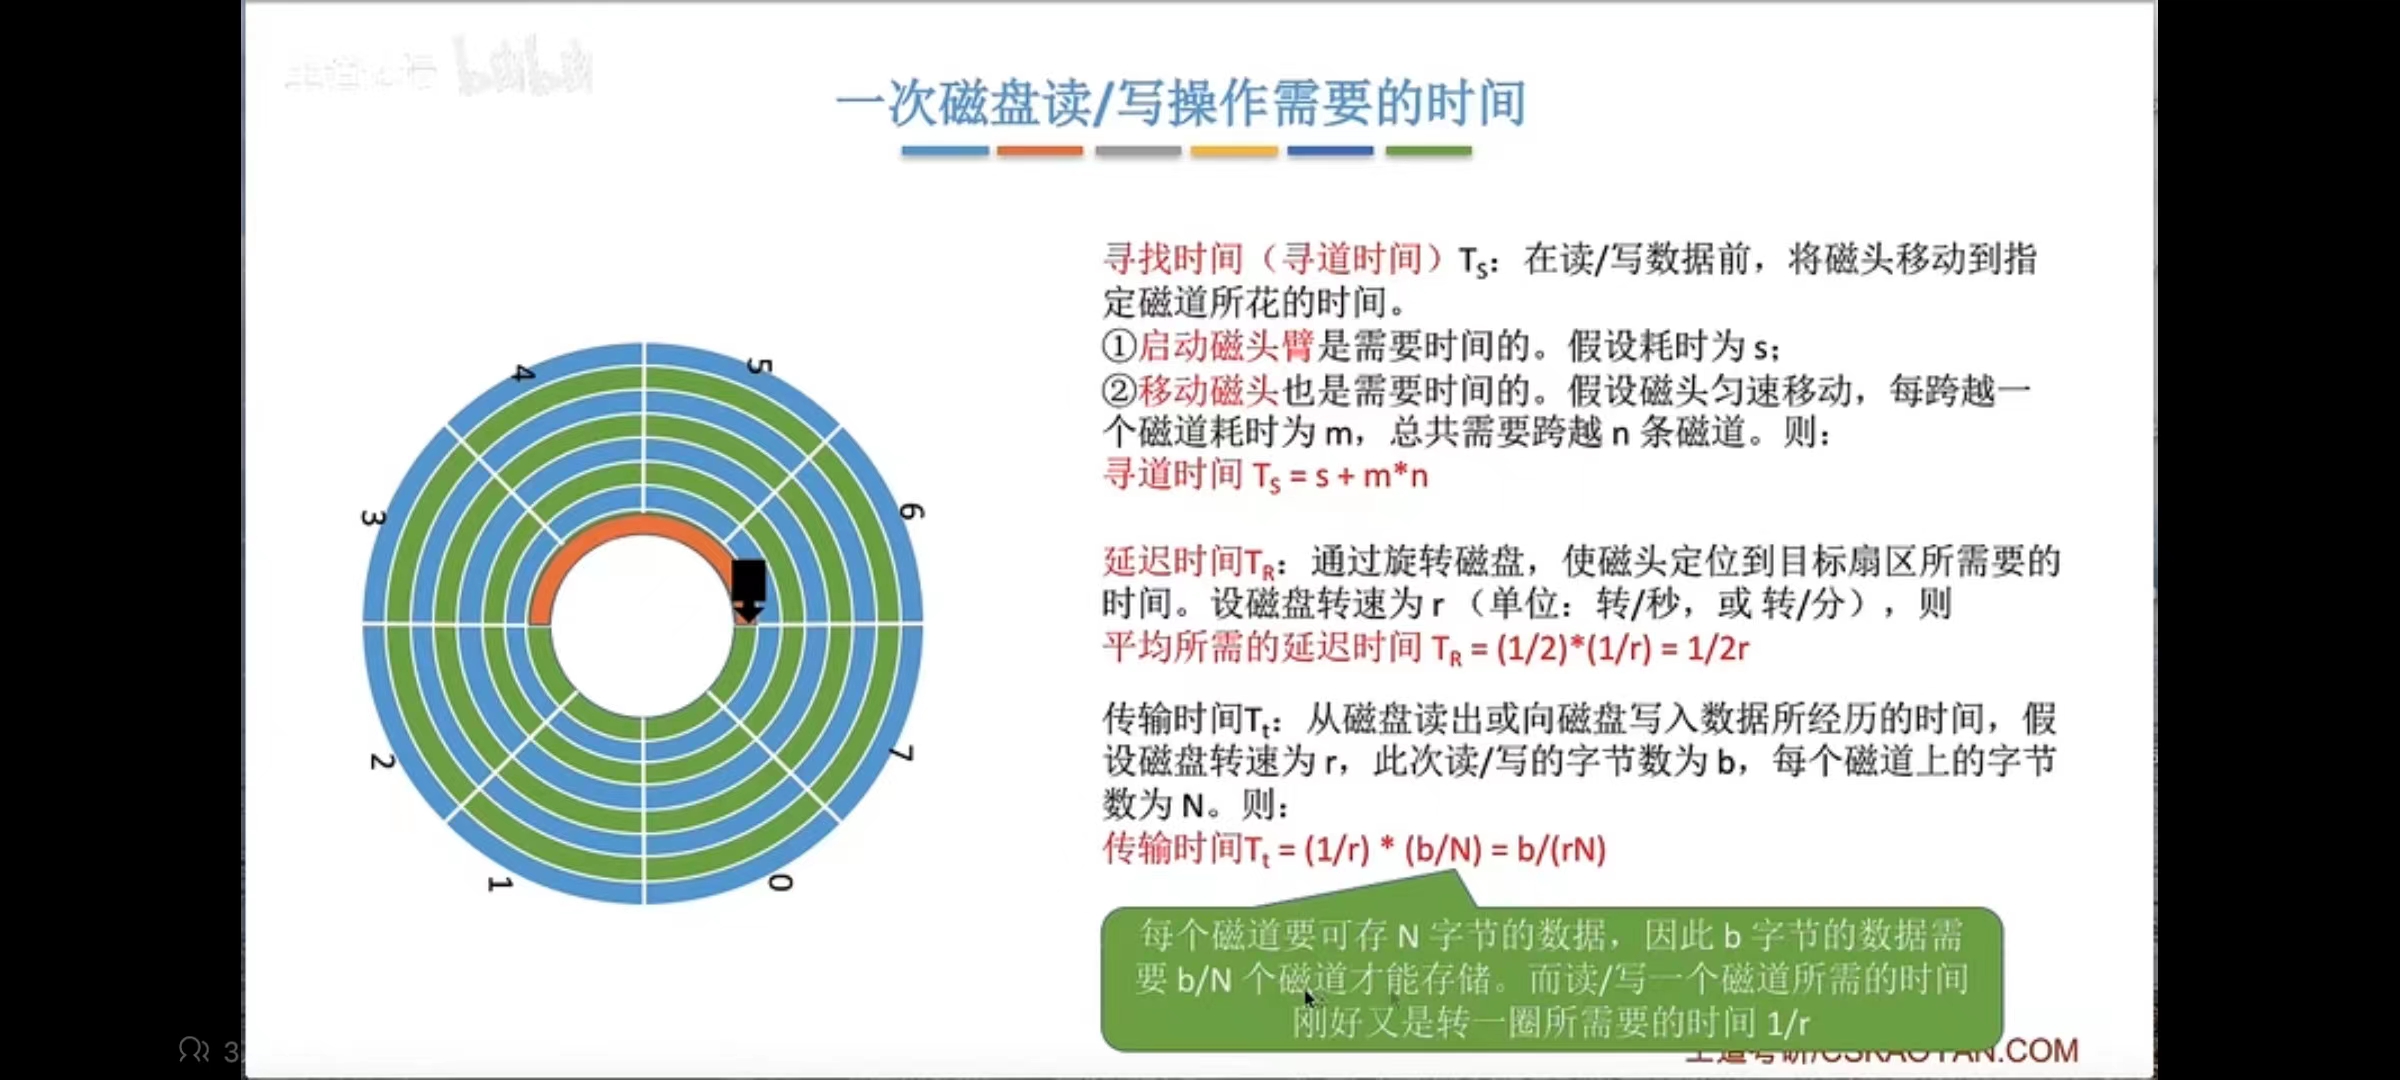 一次磁盘读/写操作需要的时间
寻找时间（寻道时间）TS：在读/写数据前，将磁头移动到指
定磁道所花的时间。
①启动磁头臂是需要时间的。假设耗时为 s；
②移动磁头也是需要时间的。假设磁头匀速移动，每跨越一
个磁道耗时为 m，总共需要跨越 n 条磁道。则：
寻道时间 TS = s + m*n
延迟时间TR：通过旋转磁盘，使磁头定位到目标扇区所需要的
时间。设磁盘转速为 r （单位：转/秒，或 转/分），则
平均所需的延迟时间 TR = (1/2)*(1/r) = 1/2r
传输时间Tt：从磁盘读出或向磁盘写入数据所经历的时间，假
设磁盘转速为 r，此次读/写的字节数为 b，每个磁道上的字节
数为 N。则：
传输时间Tt = (1/r) * (b/N) = b/(rN)
每个磁道要可存 N 字节的数据，因此 b 字节的数据需
要 b/N 个磁道才能存储。而读/写一个磁道所需的时间
刚好又是转一圈所需要的时间 1/r
4
5
3
6
2
7
1
0
3
.COM